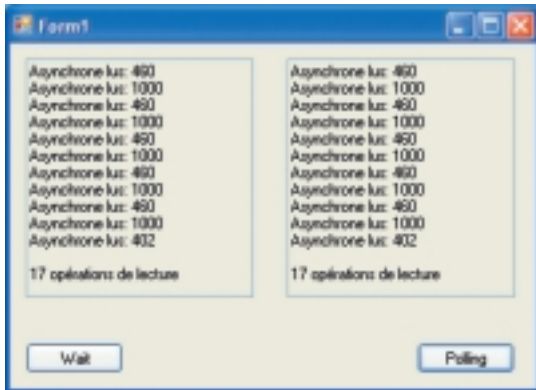 Form1
Asynchrone lus: 460
Asynchrone lus: 1000
Asynchrone lus: 460
Asynchrone lus: 1000
Asynchrone lus: 460
Asynchrone lus: 1000
Asynchrone lus: 460
Asynchrone lus: 1000
Asynchrone lus: 460
Asynchrone lus: 1000
Asynchrone lus: 402
17 opérations de lecture
Asynchrone lus: 460
Asynchrone lus: 1000
Asynchrone lus: 460
Asynchrone lus: 1000
Asynchrone lus: 460
Asynchrone lus: 1000
Asynchrone lus: 460
Asynchrone lus: 1000
Asynchrone lus: 460
Asynchrone lus: 1000
Asynchrone lus: 402
17 opérations de lecture
Wait
Polling